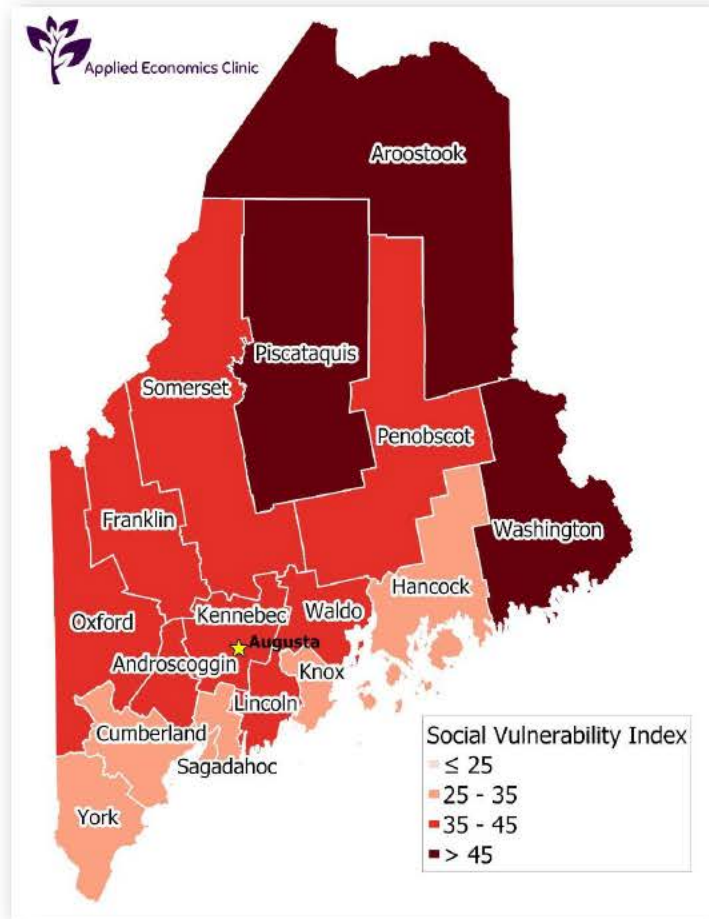 Applied Economics Clinic
Aroostook
Piscataquis
Somerset
Penobscot
Franklin
Washington
Hancock
Kennebec
Waldo
Oxford
Augusta
Androscoggin
Knox
Lincoln
Cumberland
Sagadahoc
York
Social Vulnerability Index
≤ 25
25 - 35
35 - 45
> 45